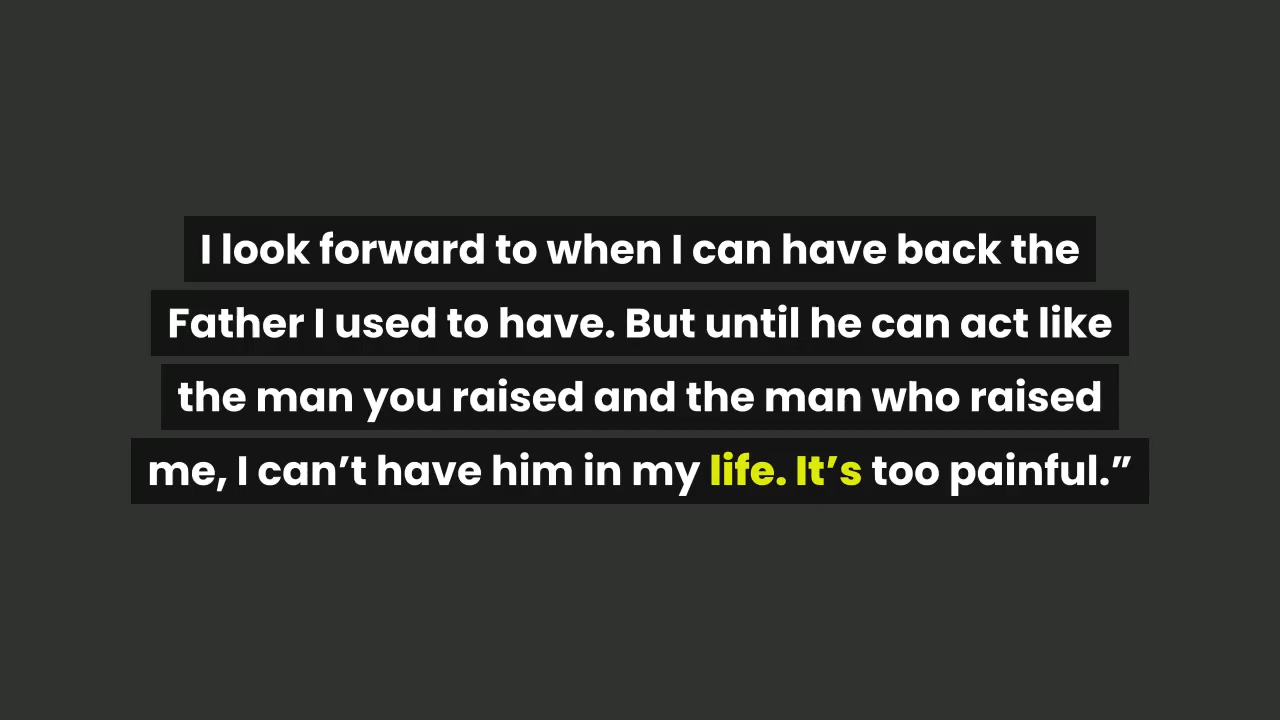 I look forward to when I can have back the
Father I used to have. But until he can act like
the man you raised and the man who raised
me, I can’t have him in my life. It’s too painful.”